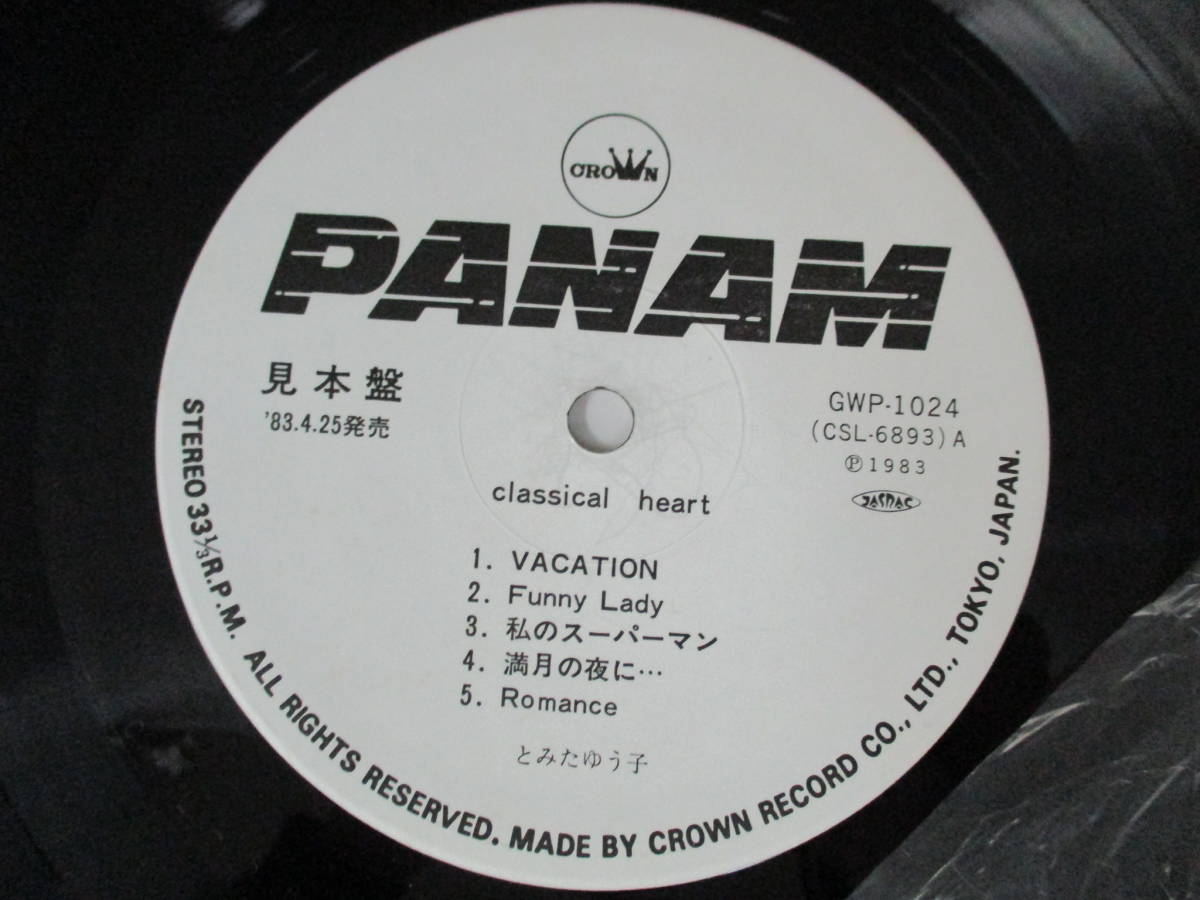 CROWN
PANAM
見本盤
'83.4.25発売
GWP-1024
(CSL-6893) A
Ⓟ1983
JASRAC
classical heart
1. VACATION
2. Funny Lady
3. 私のスーパーマン
4. 満月の夜に…
5. Romance
とみたゆう子
STEREO 33⅓R.P.M. ALL RIGHTS RESERVED. MADE BY CROWN RECORD CO., LTD., TOKYO, JAPAN.